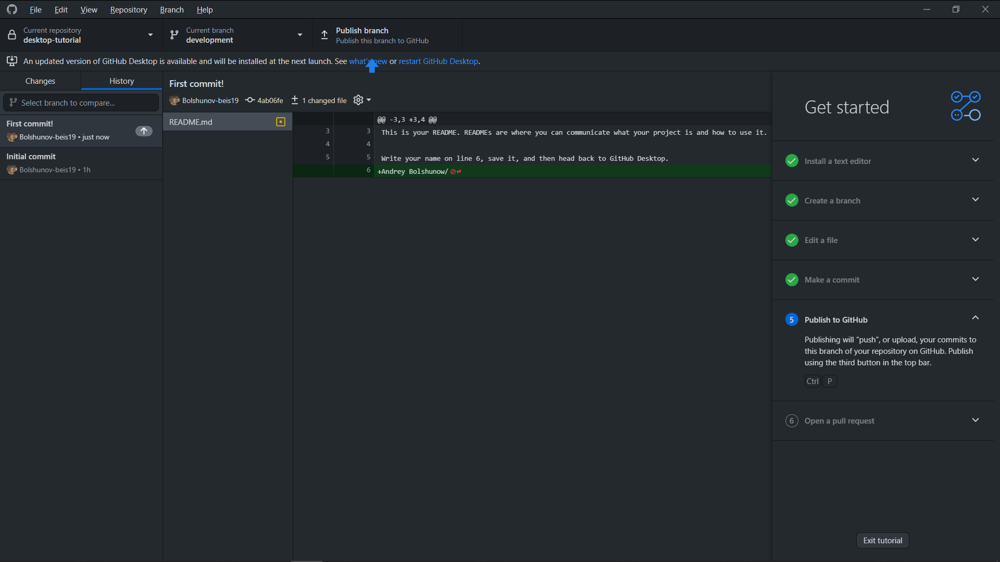 File Edit View Repository Branch Help
Current repository
desktop-tutorial
Current branch
development
Publish branch
Publish this branch to GitHub
An updated version of GitHub Desktop is available and will be installed at the next launch. See what's new or restart GitHub Desktop.
Changes History
Select branch to compare...
First commit!
Bolshunov-beis19 • just now
Initial commit
Bolshunov-beis19 • 1h
First commit!
Bolshunov-beis19 4ab06fe 1 changed file
README.md
@@ -3,3 +3,4 @@
3 3 This is your README. READMEs are where you can communicate what your project is and how to use it.
4 4
5 5 Write your name on line 6, save it, and then head back to GitHub Desktop.
6 +Andrey Bolshunow/
Get started
Install a text editor
Create a branch
Edit a file
Make a commit
5 Publish to GitHub
Publishing will “push”, or upload, your commits to
this branch of your repository on GitHub. Publish
using the third button in the top bar.
Ctrl P
6 Open a pull request
Exit tutorial